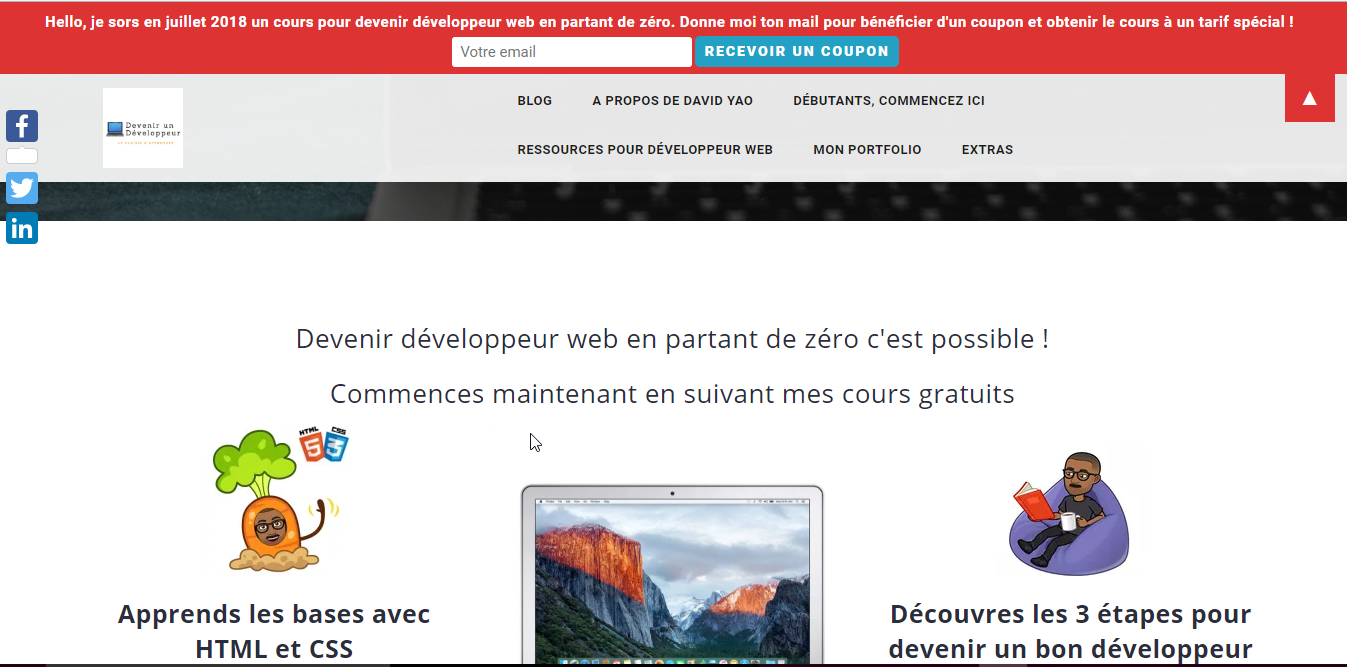 Hello, je sors en juillet 2018 un cours pour devenir développeur web en partant de zéro. Donne moi ton mail pour bénéficier d'un coupon et obtenir le cours à un tarif spécial !
Votre email
RECEVOIR UN COUPON
BLOG
A PROPOS DE DAVID YAO
DÉBUTANTS, COMMENCEZ ICI
Devenir un
Développeur
RESSOURCES POUR DÉVELOPPEUR WEB
MON PORTFOLIO
EXTRAS
Devenir développeur web en partant de zéro c'est possible !
Commences maintenant en suivant mes cours gratuits
HTML
CSS
5
3
Apprends les bases avec
HTML et CSS
Découvres les 3 étapes pour
devenir un bon développeur